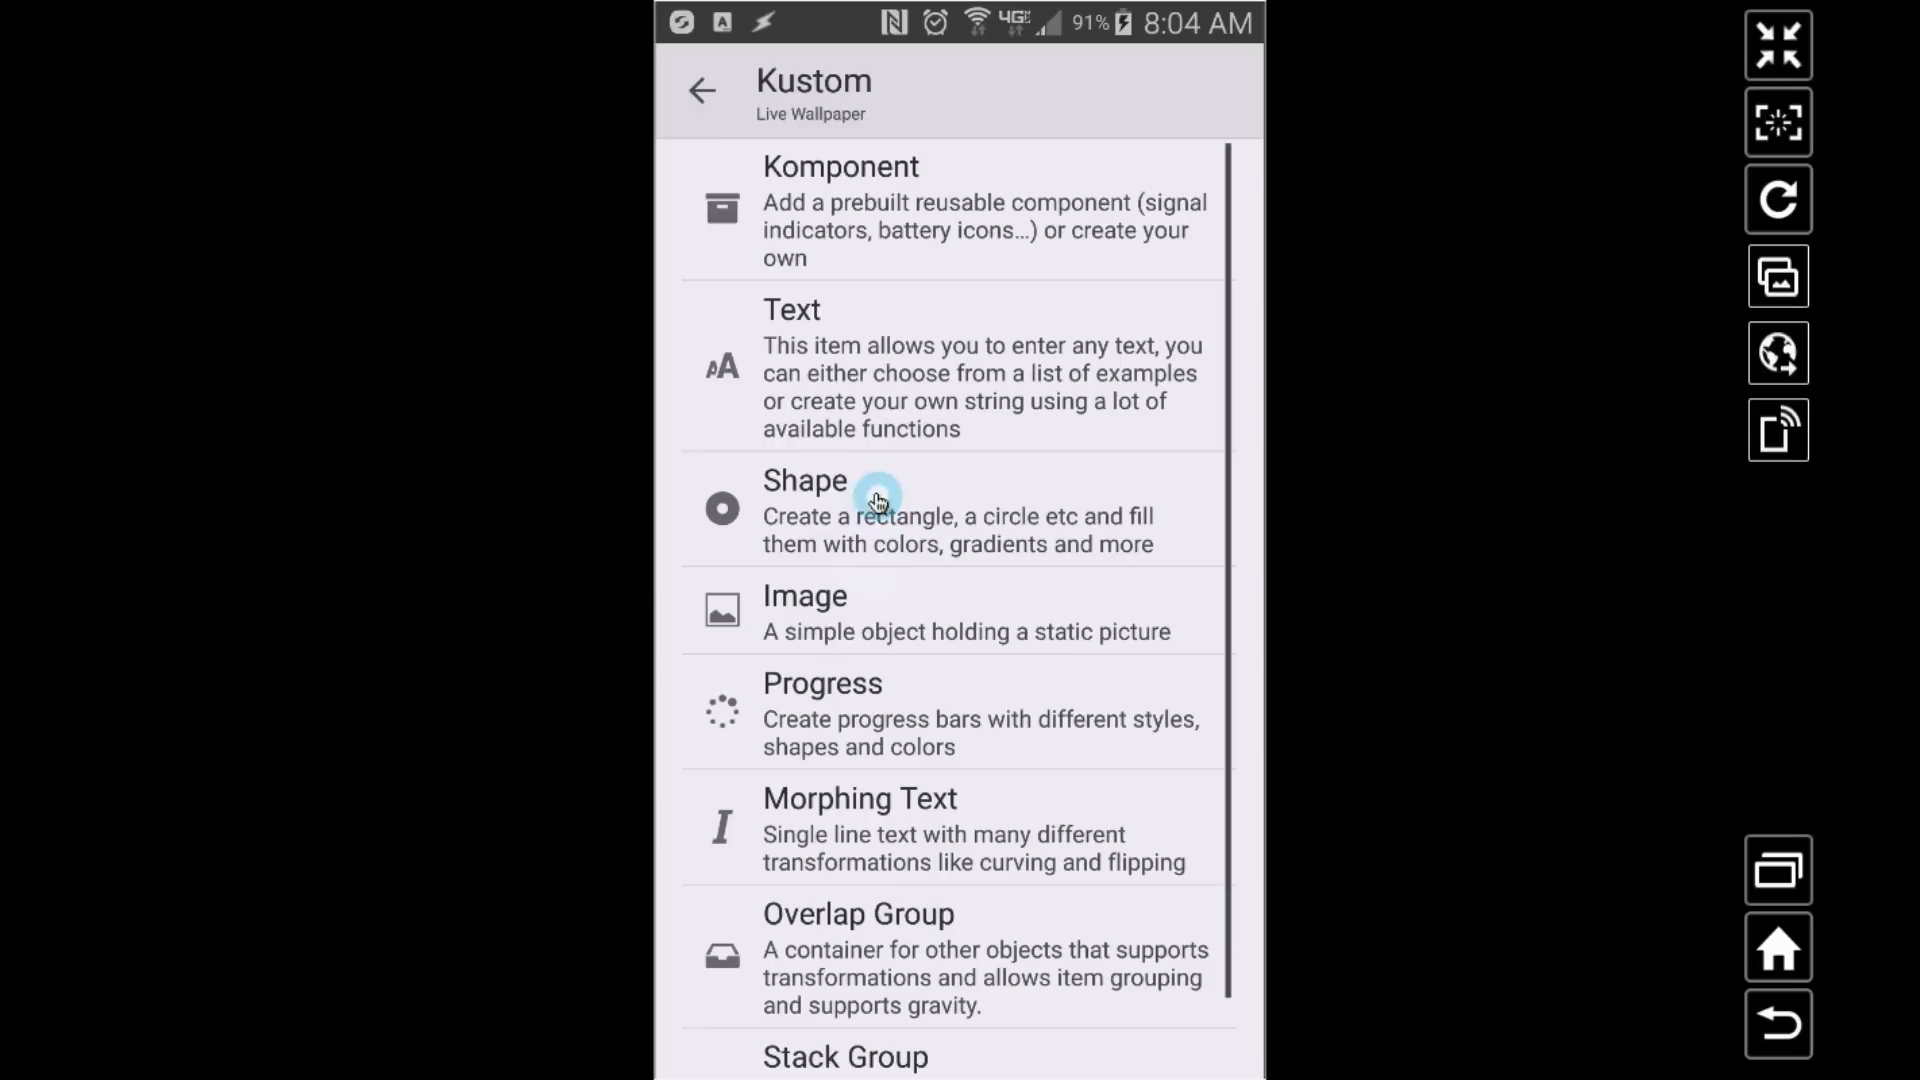 91% 8:04 AM
Kustom
Live Wallpaper
Komponent
Add a prebuilt reusable component (signal
indicators, battery icons...) or create your
own
Text
This item allows you to enter any text, you
can either choose from a list of examples
or create your own string using a lot of
available functions
Shape
Create a rectangle, a circle etc and fill
them with colors, gradients and more
Image
A simple object holding a static picture
Progress
Create progress bars with different styles,
shapes and colors
Morphing Text
Single line text with many different
transformations like curving and flipping
Overlap Group
A container for other objects that supports
transformations and allows item grouping
and supports gravity.
Stack Group